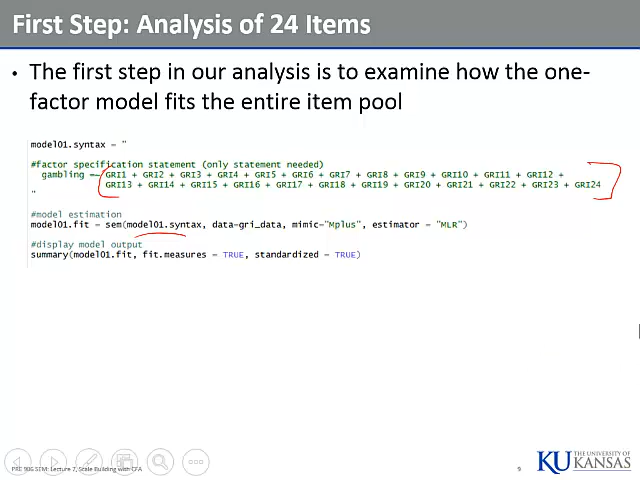 First Step: Analysis of 24 Items
• The first step in our analysis is to examine how the one-
factor model fits the entire item pool
model01.syntax = "
#factor specification statement (only statement needed)
gambling =~ GRI1 + GRI2 + GRI3 + GRI4 + GRI5 + GRI6 + GRI7 + GRI8 + GRI9 + GRI10 + GRI11 + GRI12 +
GRI13 + GRI14 + GRI15 + GRI16 + GRI17 + GRI18 + GRI19 + GRI20 + GRI21 + GRI22 + GRI23 + GRI24
"
#model estimation
model01.fit = sem(model01.syntax, data=gri_data, mimic="Mplus", estimator = "MLR")
#display model output
summary(model01.fit, fit.measures = TRUE, standardized = TRUE)
PRE 906 SEM: Lecture 7, Scale Building with CFA
9
KU THE UNIVERSITY OF
KANSAS